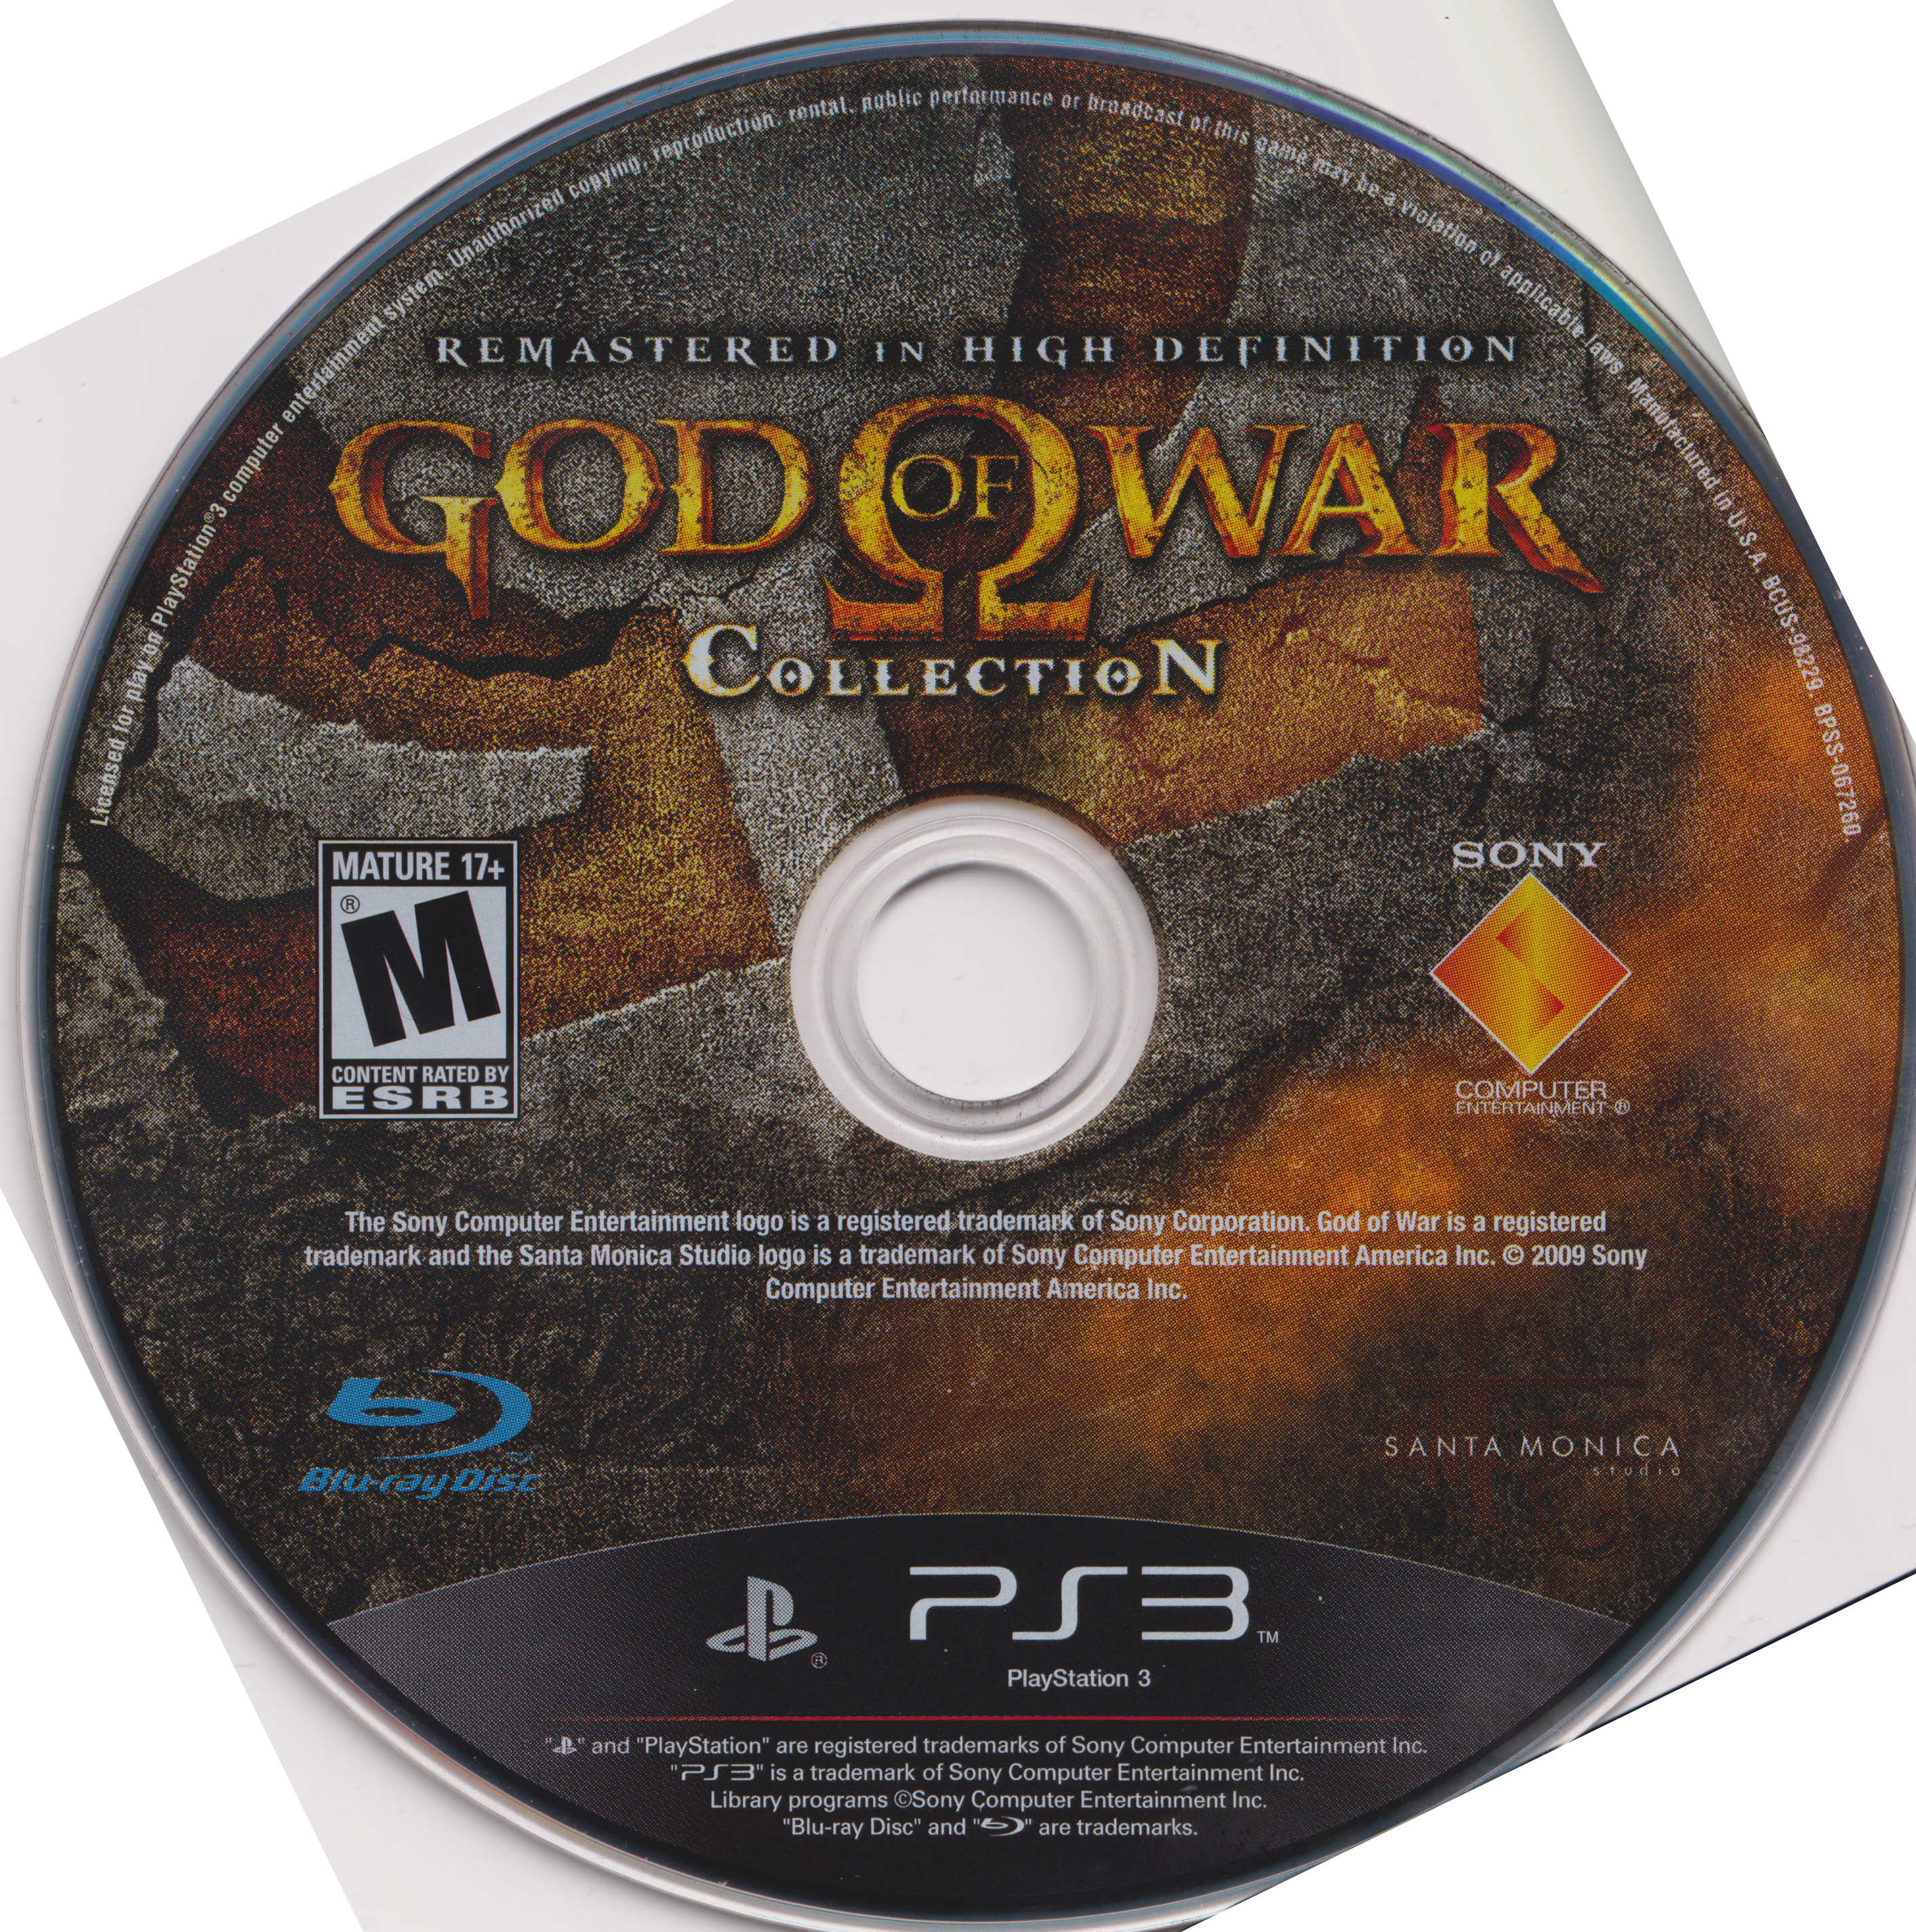 Licensed for play on PlayStation®3 computer entertainment system. Unauthorized copying, reproduction, rental, public performance or broadcast of this game may be a violation of applicable laws. Manufactured in U.S.A. BCUS-98229 BPSS-067260
REMASTERED IN HIGH DEFINITION
GOD OF WAR ®
COLLECTION
MATURE 17+
®
M
CONTENT RATED BY
ESRB
SONY
COMPUTER
ENTERTAINMENT ®
The Sony Computer Entertainment logo is a registered trademark of Sony Corporation. God of War is a registered
trademark and the Santa Monica Studio logo is a trademark of Sony Computer Entertainment America Inc. © 2009 Sony
Computer Entertainment America Inc.
Blu-ray Disc™
SANTA MONICA
studio
®
PS3™
PlayStation 3
"" and "PlayStation" are registered trademarks of Sony Computer Entertainment Inc.
"PS3" is a trademark of Sony Computer Entertainment Inc.
Library programs ©Sony Computer Entertainment Inc.
"Blu-ray Disc" and "" are trademarks.